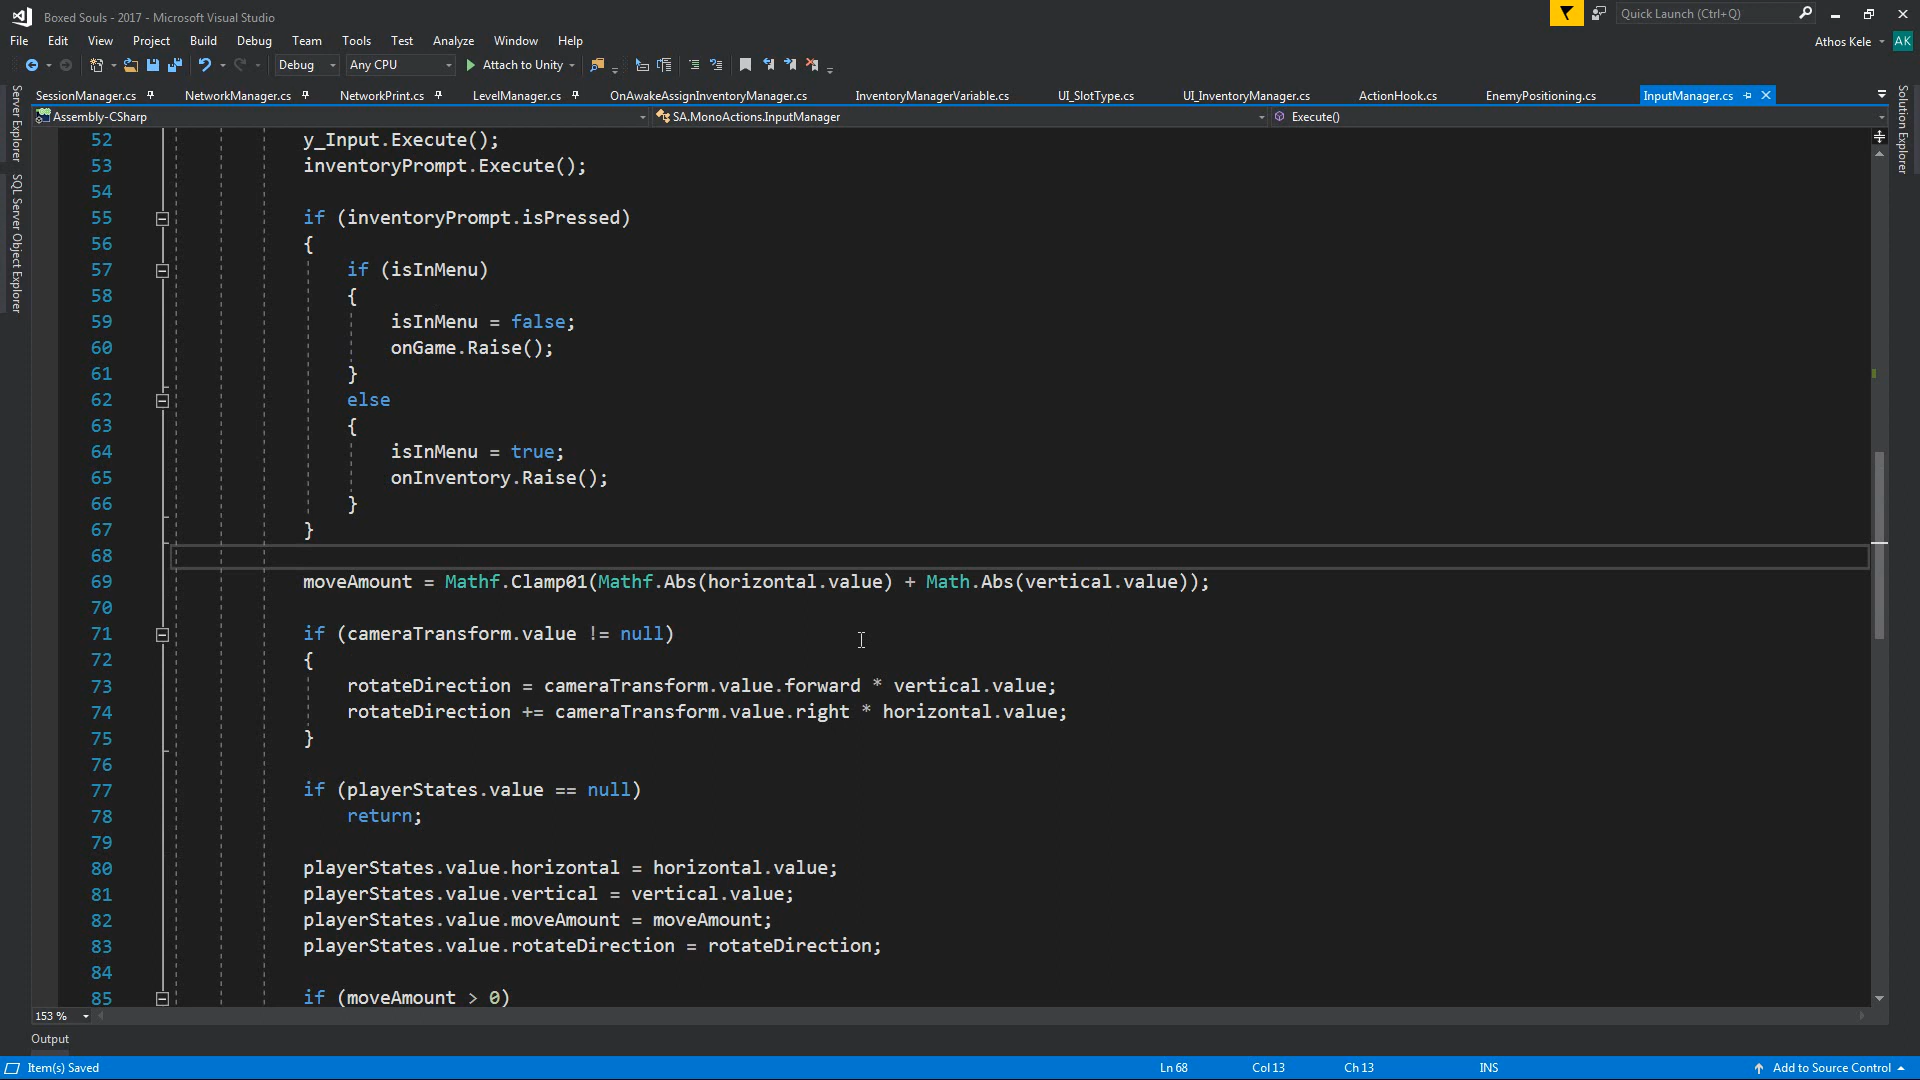 Boxed Souls - 2017 - Microsoft Visual Studio
Quick Launch (Ctrl+Q)
File Edit View Project Build Debug Team Tools Test Analyze Window Help
Athos Kele AK
Debug Any CPU Attach to Unity
Server Explorer
SQL Server Object Explorer
Solution Explorer
SessionManager.cs NetworkManager.cs NetworkPrint.cs LevelManager.cs OnAwakeAssignInventoryManager.cs InventoryManagerVariable.cs UI_SlotType.cs UI_InventoryManager.cs ActionHook.cs EnemyPositioning.cs InputManager.cs
Assembly-CSharp SA.MonoActions.InputManager Execute()
52 y_Input.Execute();
53 inventoryPrompt.Execute();
54
55 if (inventoryPrompt.isPressed)
56 {
57 if (isInMenu)
58 {
59 isInMenu = false;
60 onGame.Raise();
61 }
62 else
63 {
64 isInMenu = true;
65 onInventory.Raise();
66 }
67 }
68
69 moveAmount = Mathf.Clamp01(Mathf.Abs(horizontal.value) + Math.Abs(vertical.value));
70
71 if (cameraTransform.value != null)
72 {
73 rotateDirection = cameraTransform.value.forward * vertical.value;
74 rotateDirection += cameraTransform.value.right * horizontal.value;
75 }
76
77 if (playerStates.value == null)
78 return;
79
80 playerStates.value.horizontal = horizontal.value;
81 playerStates.value.vertical = vertical.value;
82 playerStates.value.moveAmount = moveAmount;
83 playerStates.value.rotateDirection = rotateDirection;
84
85 if (moveAmount > 0)
153 %
Output
Item(s) Saved Ln 68 Col 13 Ch 13 INS Add to Source Control